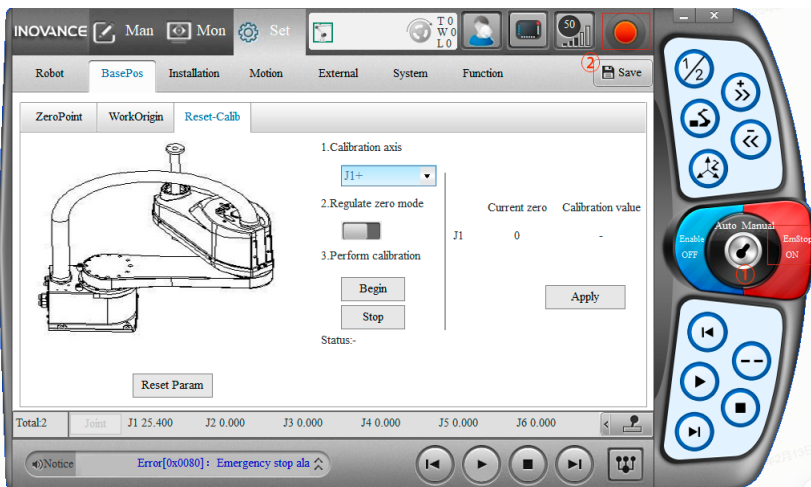 INOVANCE Man Mon Set T 0
W 0
L 0
50
Robot BasePos Installation Motion External System Function ② Save
ZeroPoint WorkOrigin Reset-Calib
1.Calibration axis
J1+
2.Regulate zero mode
Current zero Calibration value
J1 0 -
3.Perform calibration
Begin
Apply
Stop
Status:-
Reset Param
Total:2 Joint J1 25.400 J2 0.000 J3 0.000 J4 0.000 J5 0.000 J6 0.000
Notice Error[0x0080]: Emergency stop ala
1/2
+
-
Auto Manual
Enable
OFF
EmStop
ON
①